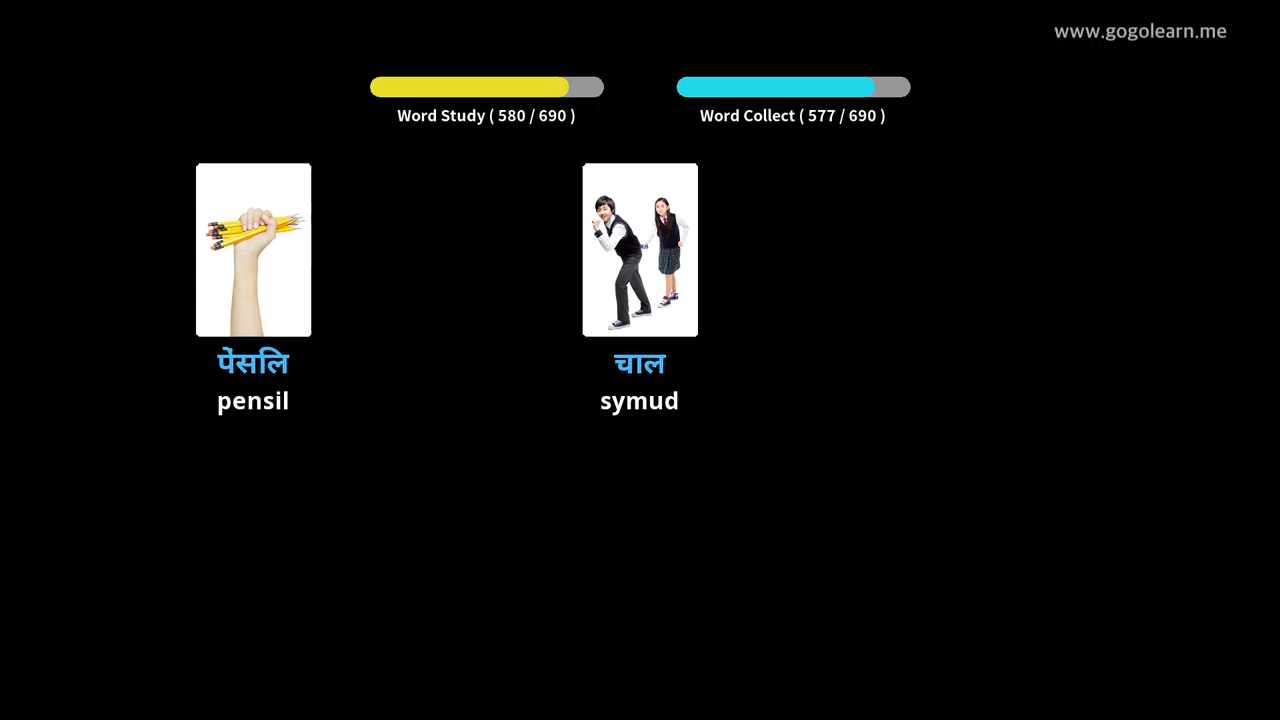 www.gogolearn.me
Word Study ( 580 / 690 )
Word Collect ( 577 / 690 )
पेंसलि
pensil
चाल
symud